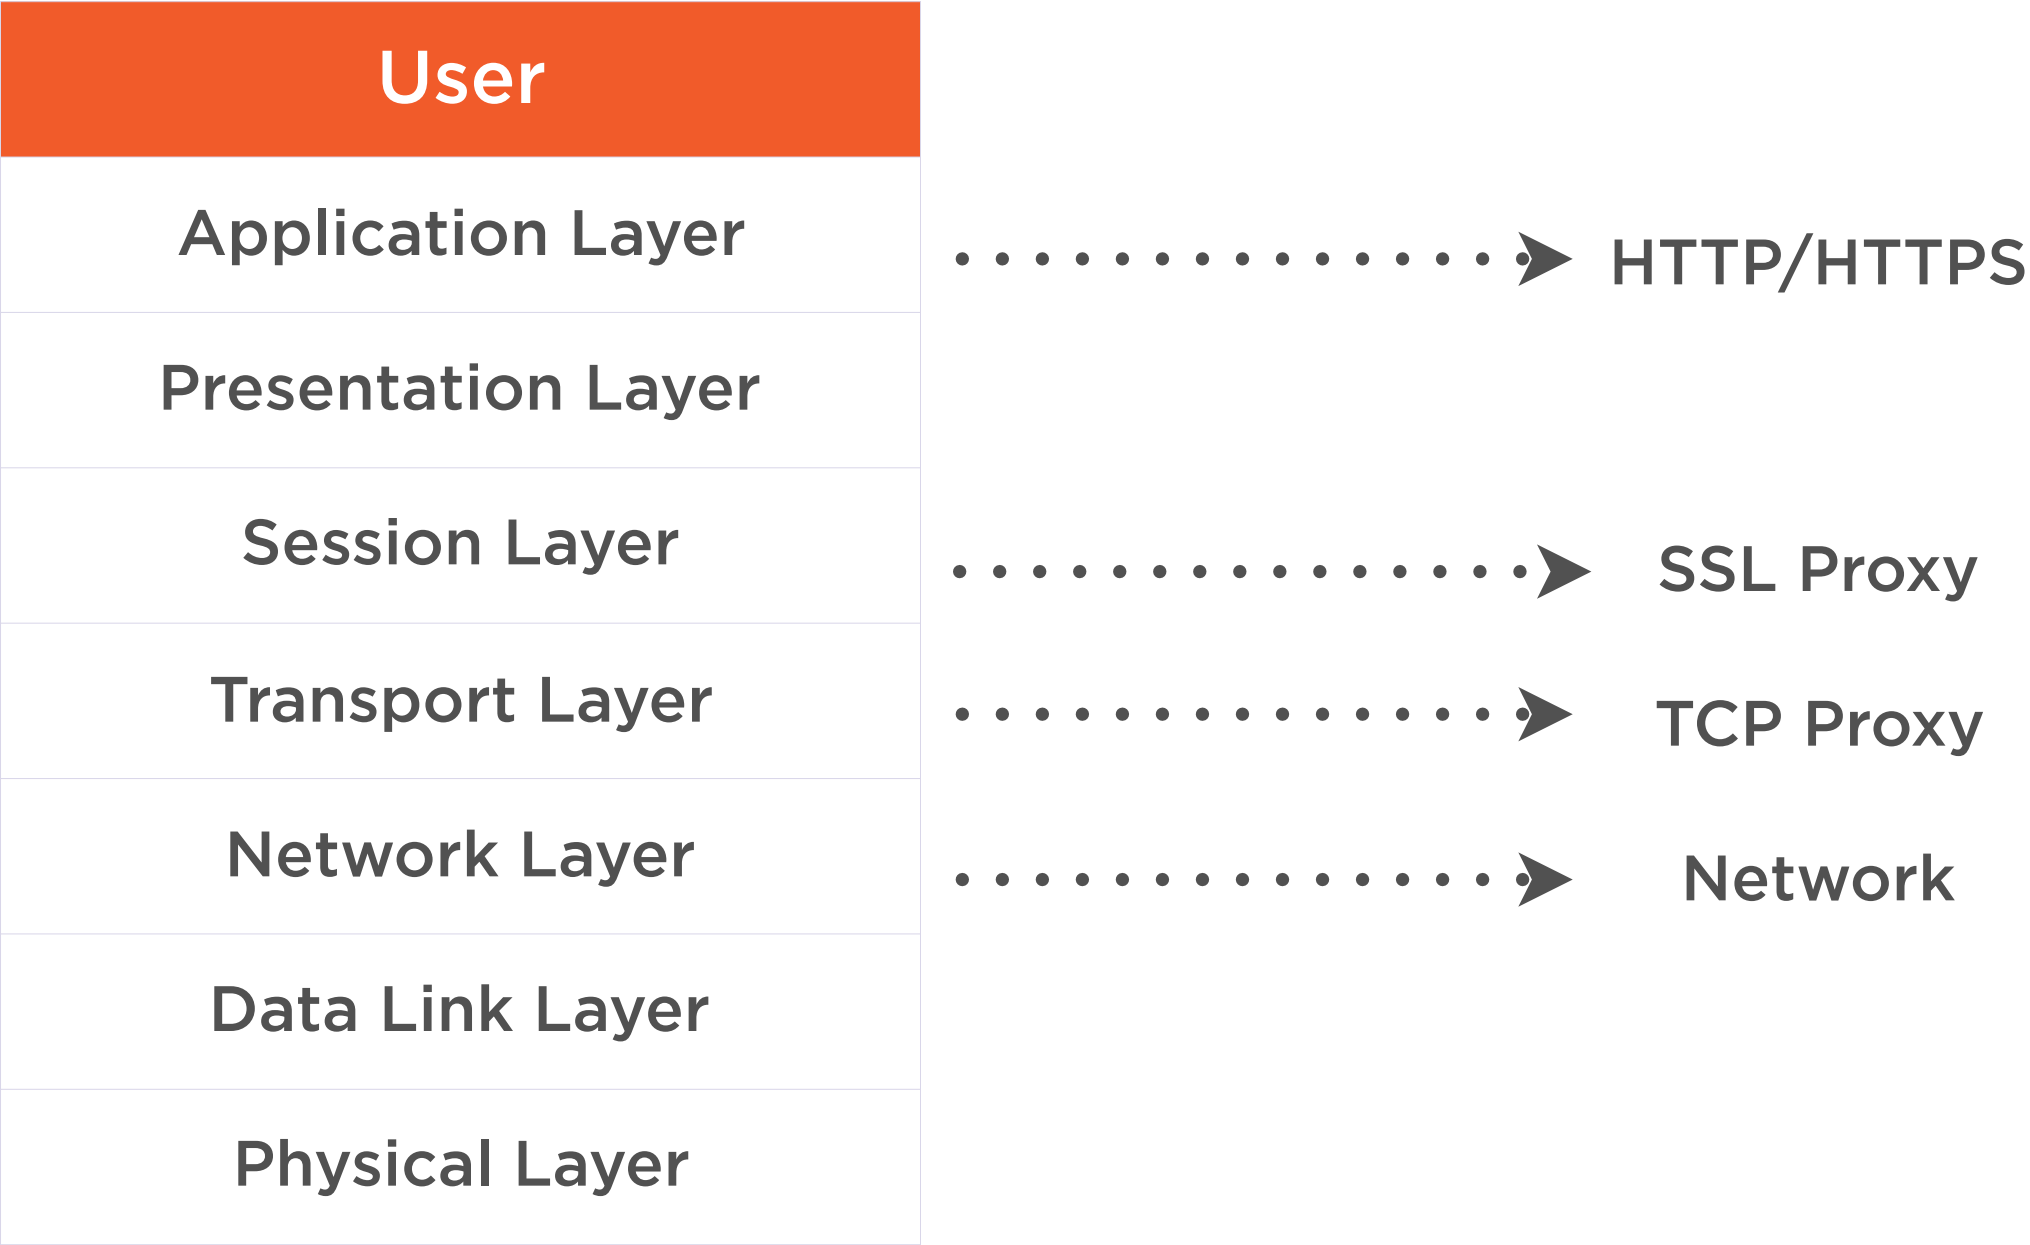 User
Application Layer
HTTP/HTTPS
Presentation Layer
Session Layer
SSL Proxy
Transport Layer
TCP Proxy
Network Layer
Network
Data Link Layer
Physical Layer